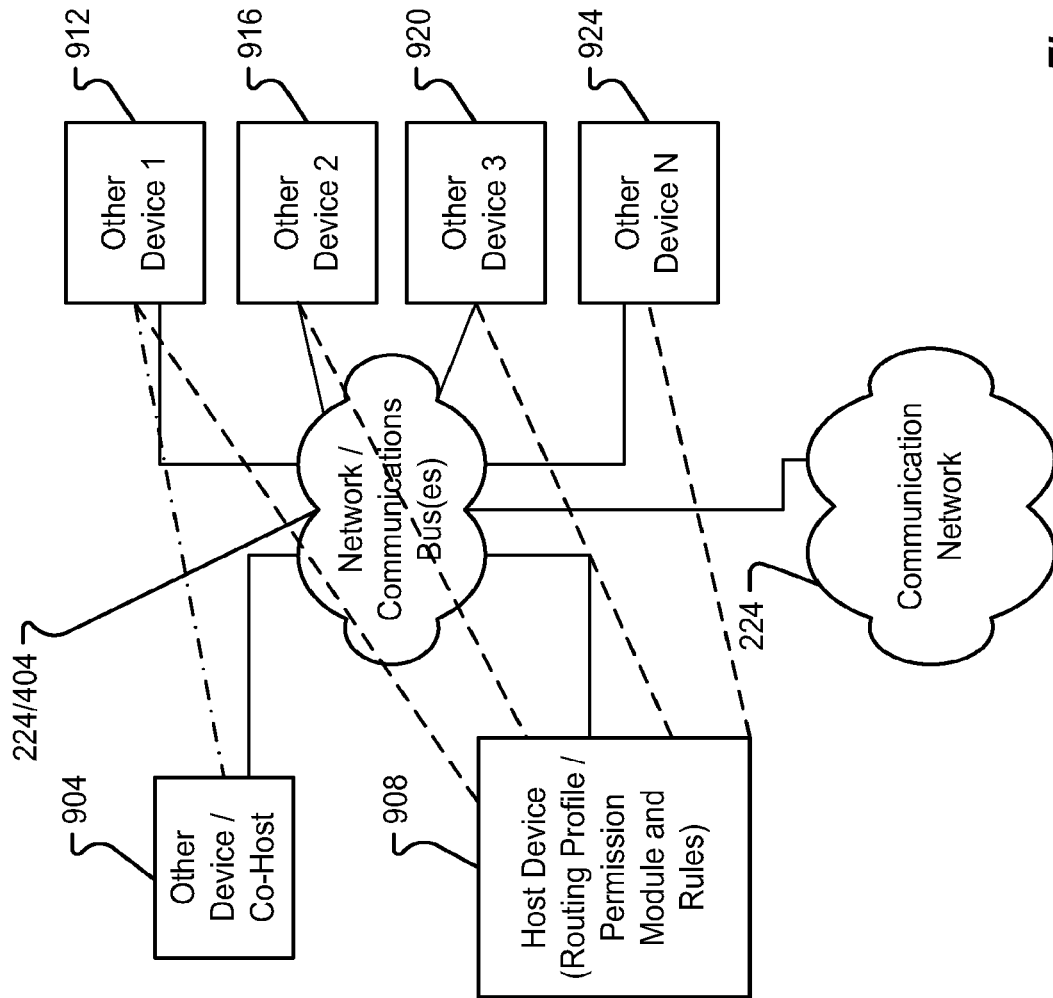 224/404
904
Other
Device /
Co-Host
908
Host Device
(Routing Profile /
Permission
Module and
Rules)
Network /
Communications
Bus(es)
912
Other
Device 1
916
Other
Device 2
920
Other
Device 3
924
Other
Device N
224
Communication
Network